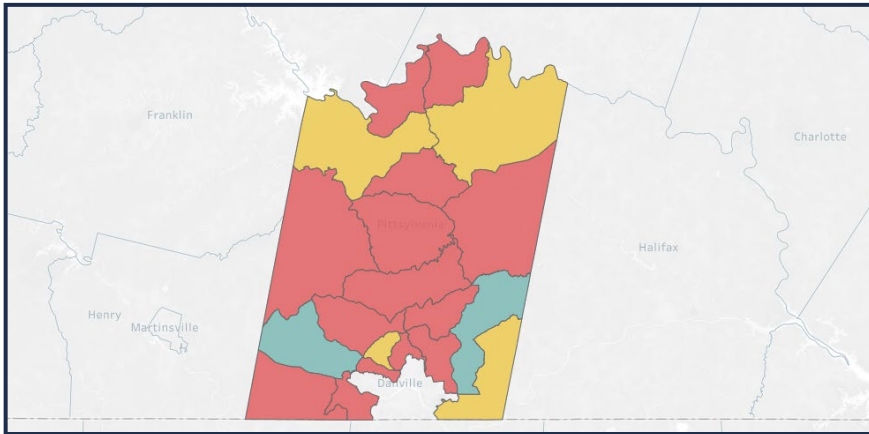 Franklin
Charlotte
Pittsylvania
Halifax
Henry
Martinsville
Danville